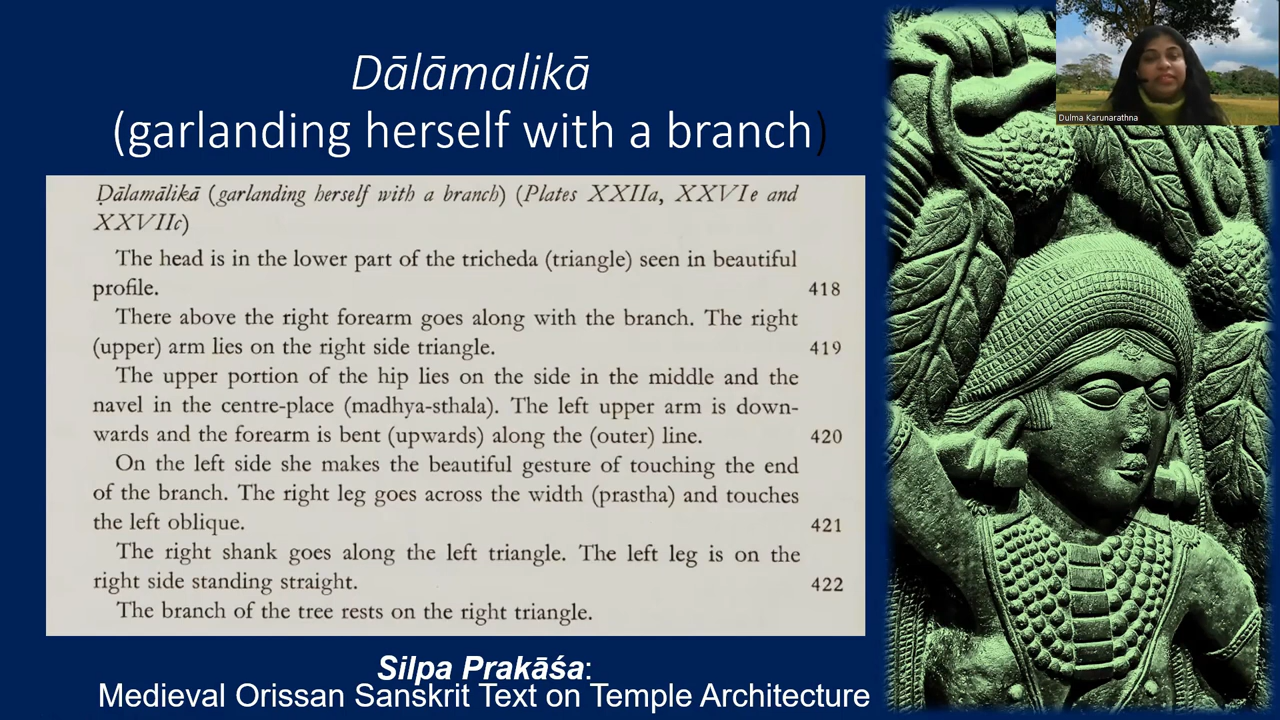 Dālāmalikā
(garlanding herself with a branch)
Ḍālamālikā (garlanding herself with a branch) (Plates XXIIa, XXVIe and
XXVIIc)
The head is in the lower part of the tricheda (triangle) seen in beautiful
profile. 418
There above the right forearm goes along with the branch. The right
(upper) arm lies on the right side triangle. 419
The upper portion of the hip lies on the side in the middle and the
navel in the centre-place (madhya-sthala). The left upper arm is down-
wards and the forearm is bent (upwards) along the (outer) line. 420
On the left side she makes the beautiful gesture of touching the end
of the branch. The right leg goes across the width (prastha) and touches
the left oblique. 421
The right shank goes along the left triangle. The left leg is on the
right side standing straight. 422
The branch of the tree rests on the right triangle.
Silpa Prakāśa:
Medieval Orissan Sanskrit Text on Temple Architecture
Dulma Karunarathna